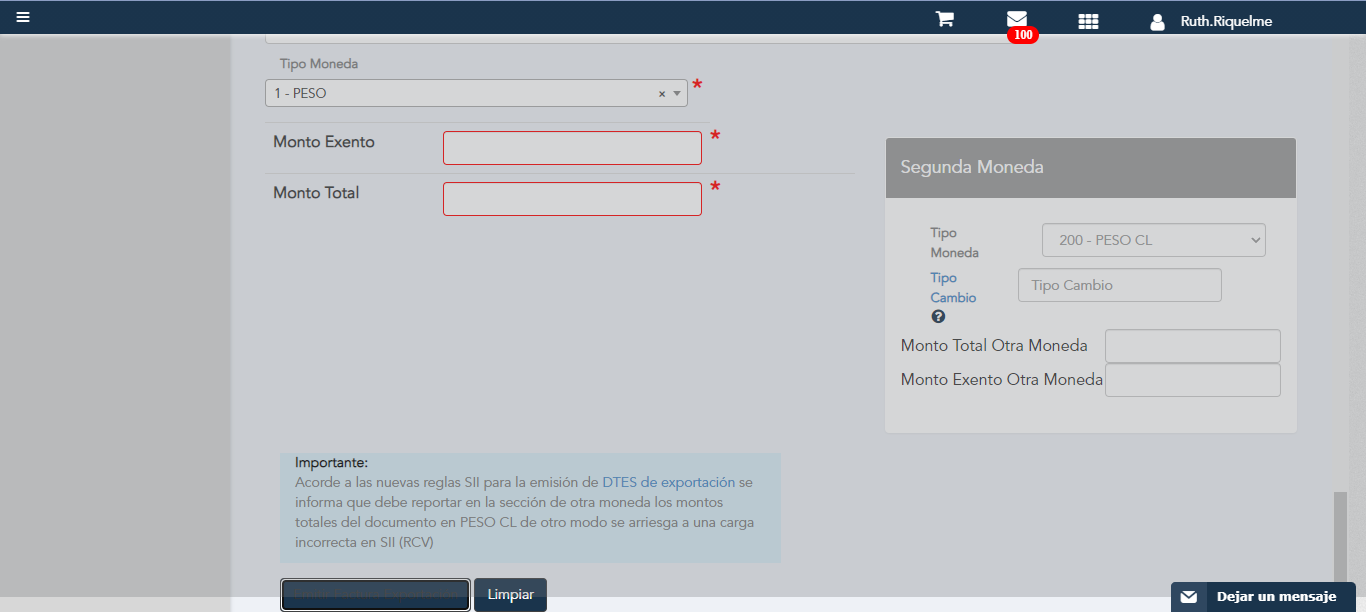 100
Ruth.Riquelme
Tipo Moneda
1 - PESO
× 
*
Monto Exento
*
Monto Total
*
Segunda Moneda
Tipo
Moneda
200 - PESO CL
Tipo
Cambio
Tipo Cambio
?
Monto Total Otra Moneda
Monto Exento Otra Moneda
Importante:
Acorde a las nuevas reglas SII para la emisión de DTES de exportación se
informa que debe reportar en la sección de otra moneda los montos
totales del documento en PESO CL de otro modo se arriesga a una carga
incorrecta en SII (RCV)
Limpiar
Dejar un mensaje